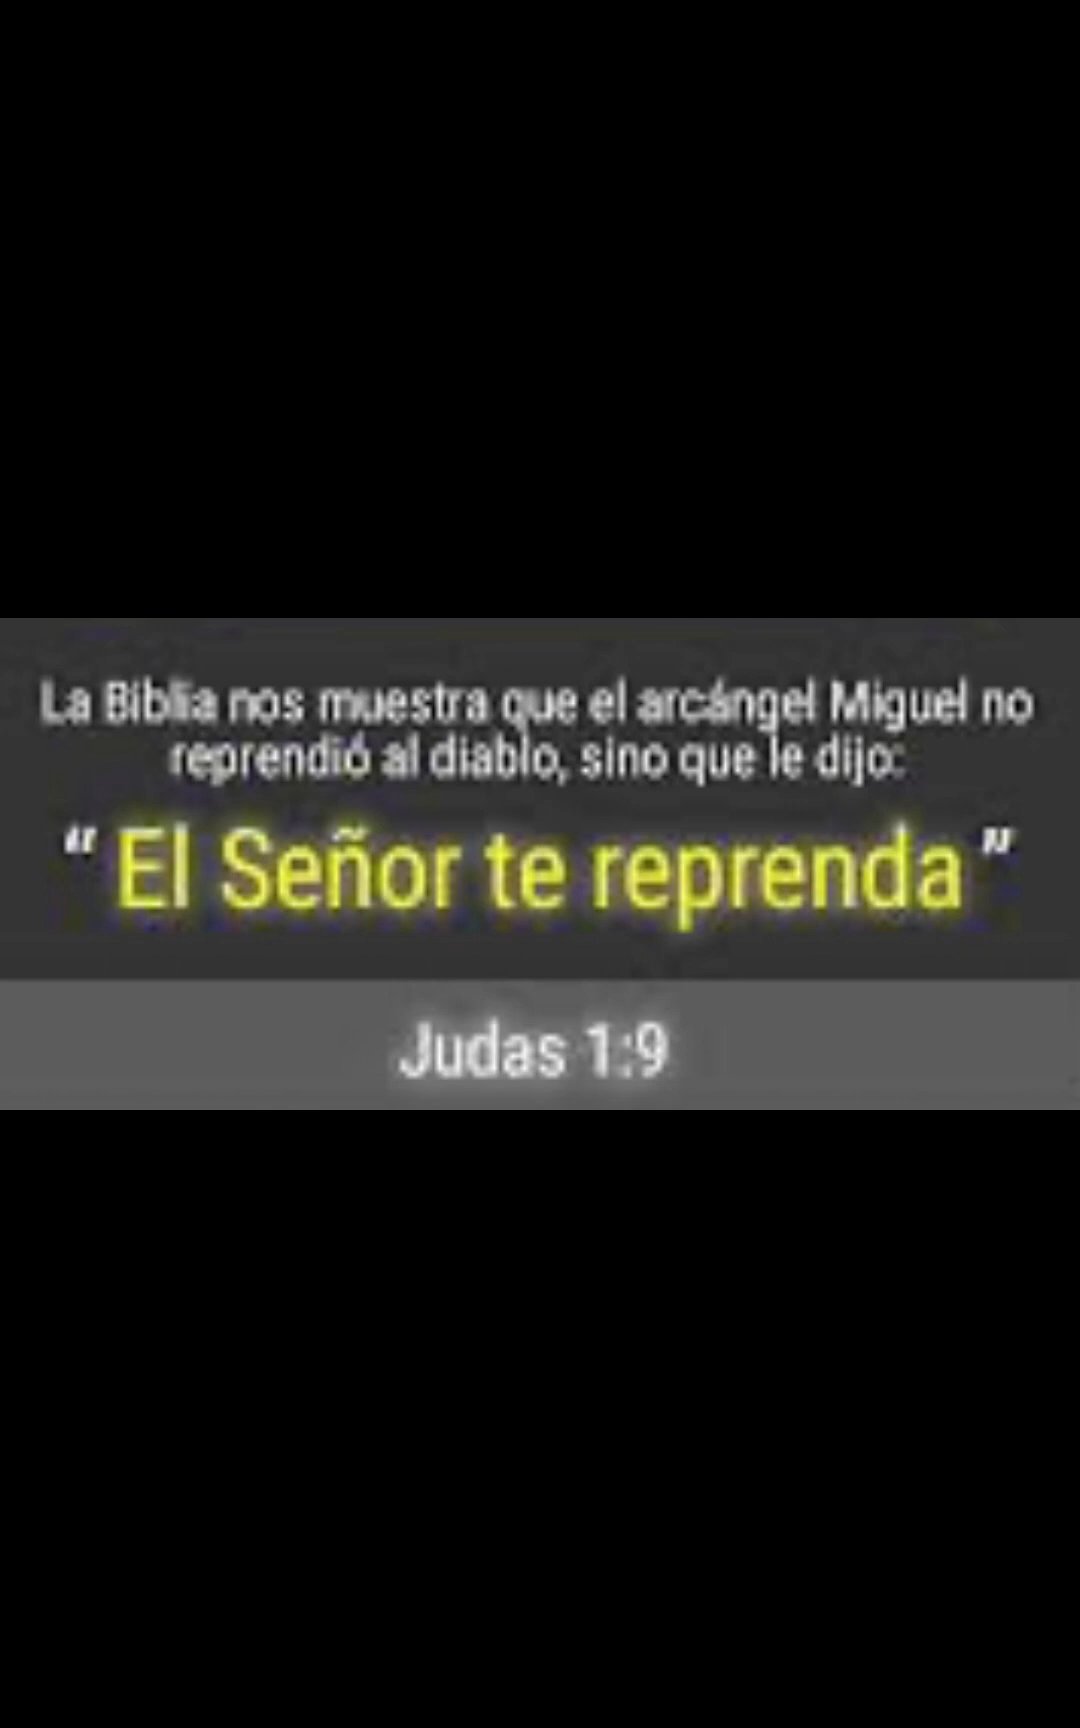 La Biblia nos muestra que el arcángel Miguel no
reprendió al diablo, sino que le dijo:
“ El Señor te reprenda ”
Judas 1:9